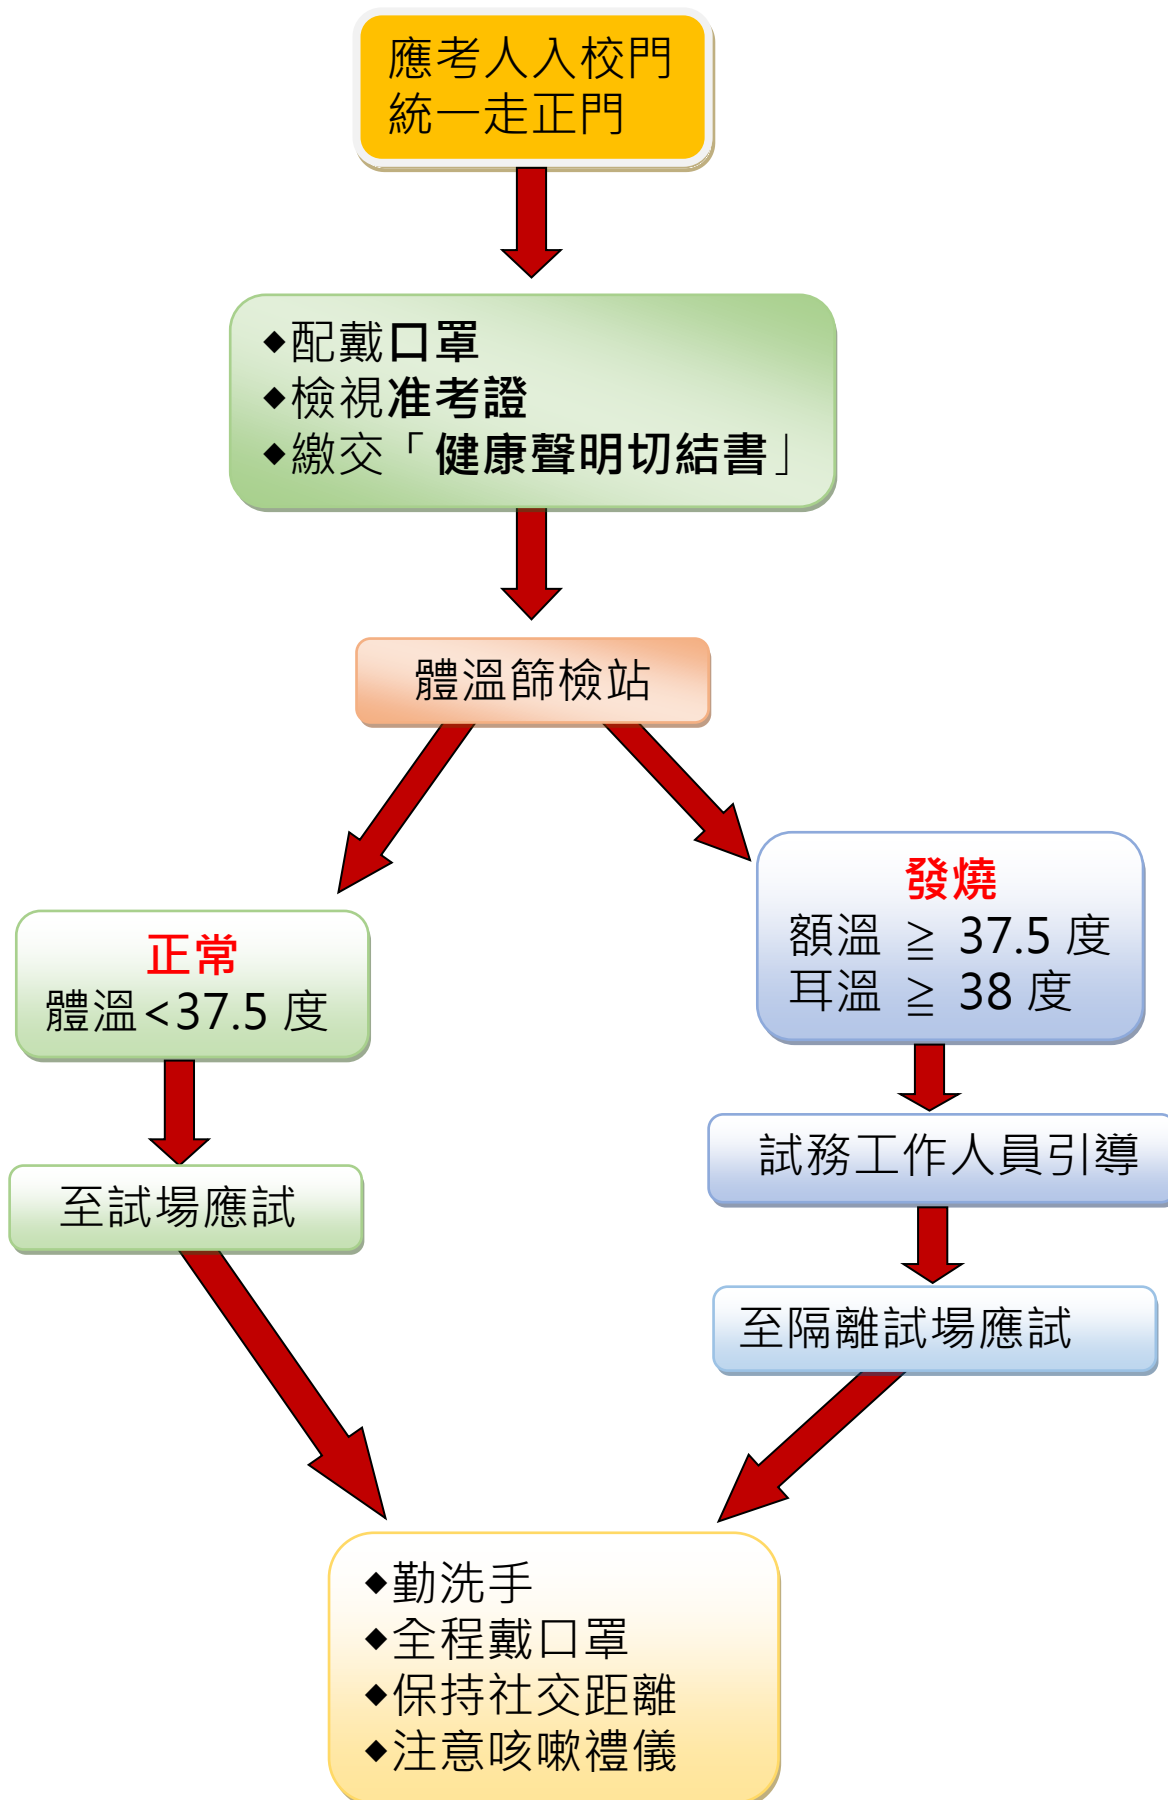 應考人入校門
統一走正門
◆配戴口罩
◆檢視准考證
◆繳交「健康聲明切結書」
體溫篩檢站
正常
體溫<37.5 度
至試場應試
發燒
額溫 ≧ 37.5 度
耳溫 ≧ 38 度
試務工作人員引導
至隔離試場應試
◆勤洗手
◆全程戴口罩
◆保持社交距離
◆注意咳嗽禮儀